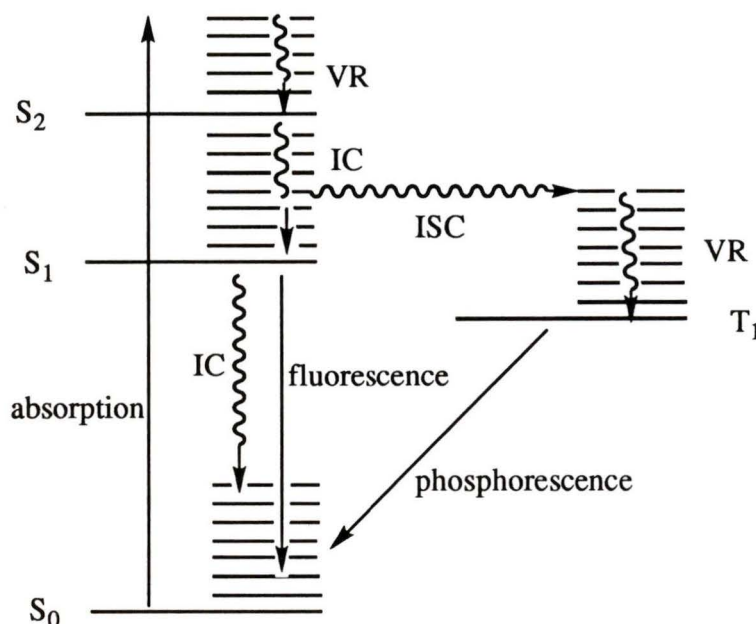 VR
S₂
IC
ISC
S₁
VR
T₁
IC
fluorescence
absorption
phosphorescence
S₀